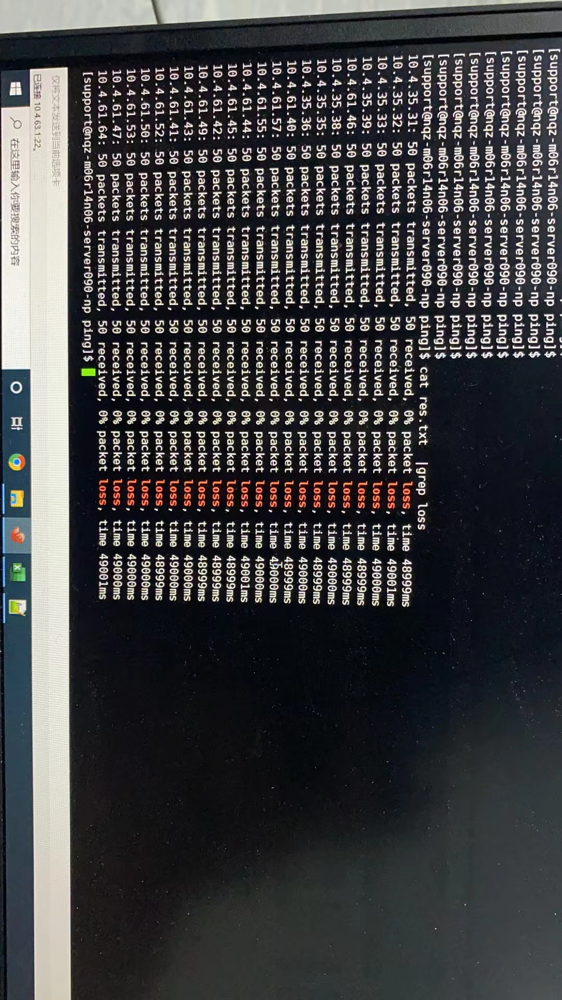 [support@nqz-m06r14n06-server090-np ping]$
[support@nqz-m06r14n06-server090-np ping]$
[support@nqz-m06r14n06-server090-np ping]$
[support@nqz-m06r14n06-server090-np ping]$
[support@nqz-m06r14n06-server090-np ping]$
[support@nqz-m06r14n06-server090-np ping]$
[support@nqz-m06r14n06-server090-np ping]$
[support@nqz-m06r14n06-server090-np ping]$
[support@nqz-m06r14n06-server090-np ping]$ cat res.txt |grep loss
10.4.35.31: 50 packets transmitted, 50 received, 0% packet loss, time 48999ms
10.4.35.32: 50 packets transmitted, 50 received, 0% packet loss, time 49001ms
10.4.35.33: 50 packets transmitted, 50 received, 0% packet loss, time 49000ms
10.4.35.39: 50 packets transmitted, 50 received, 0% packet loss, time 48999ms
10.4.61.46: 50 packets transmitted, 50 received, 0% packet loss, time 48999ms
10.4.35.38: 50 packets transmitted, 50 received, 0% packet loss, time 49000ms
10.4.35.35: 50 packets transmitted, 50 received, 0% packet loss, time 48999ms
10.4.35.36: 50 packets transmitted, 50 received, 0% packet loss, time 49000ms
10.4.61.40: 50 packets transmitted, 50 received, 0% packet loss, time 48999ms
10.4.61.57: 50 packets transmitted, 50 received, 0% packet loss, time 49000ms
10.4.61.55: 50 packets transmitted, 50 received, 0% packet loss, time 49000ms
10.4.61.44: 50 packets transmitted, 50 received, 0% packet loss, time 49001ms
10.4.61.45: 50 packets transmitted, 50 received, 0% packet loss, time 48999ms
10.4.61.42: 50 packets transmitted, 50 received, 0% packet loss, time 48999ms
10.4.61.49: 50 packets transmitted, 50 received, 0% packet loss, time 48999ms
10.4.61.43: 50 packets transmitted, 50 received, 0% packet loss, time 49000ms
10.4.61.41: 50 packets transmitted, 50 received, 0% packet loss, time 49000ms
10.4.61.52: 50 packets transmitted, 50 received, 0% packet loss, time 48999ms
10.4.61.50: 50 packets transmitted, 50 received, 0% packet loss, time 49000ms
10.4.61.53: 50 packets transmitted, 50 received, 0% packet loss, time 49000ms
10.4.61.47: 50 packets transmitted, 50 received, 0% packet loss, time 49000ms
10.4.61.64: 50 packets transmitted, 50 received, 0% packet loss, time 49001ms
[support@nqz-m06r14n06-server090-np ping]$
仅将文本发送到当前选项卡
已连接 10.4.63.1:22。
在这里输入你要搜索的内容